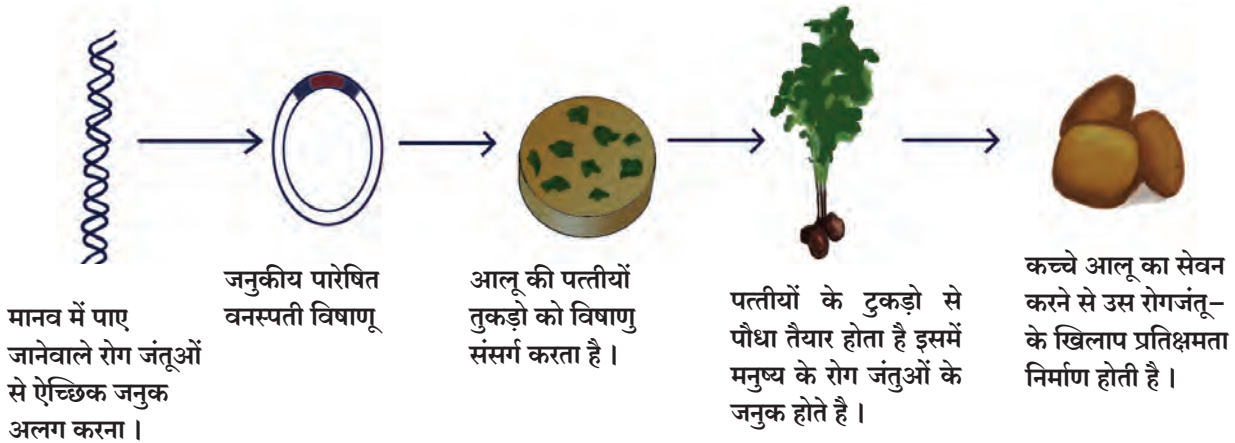 मानव में पाए
जानेवाले रोग जंतूओं
से ऐच्छिक जनुक
अलग करना ।
जनुकीय पारेषित
वनस्पती विषाणू
आलू की पत्तीयों
तुकड़ो को विषाणु
संसर्ग करता है ।
पत्तीयों के टुकड़ो से
पौधा तैयार होता है इसमें
मनुष्य के रोग जंतुओं के
जनुक होते है ।
कच्चे आलू का सेवन
करने से उस रोगजंतू–
के खिलाप प्रतिक्षमता
निर्माण होती है ।